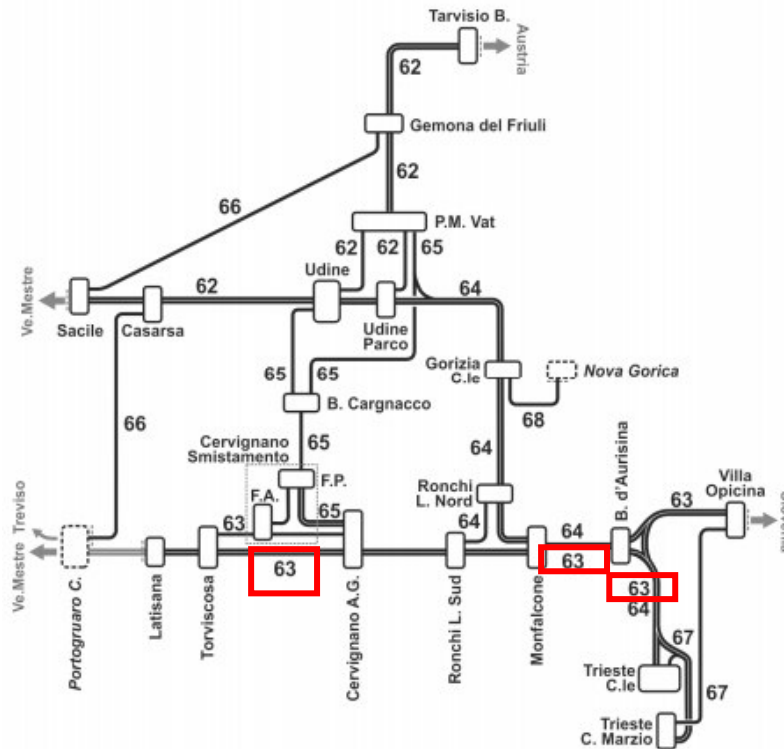 Tarvisio B.
Austria
62
Gemona del Friuli
62
66
P.M. Vat
62
62
65
Udine
Ve.Mestre
62
64
Sacile
Casarsa
Udine
Parco
Gorizia
C.le
Nova Gorica
65
65
68
B. Cargnacco
66
Cervignano
Smistamento
65
64
F.P.
Ronchi
L. Nord
B. d'Aurisina
Villa
Opicina
F.A.
65
63
63
64
64
Treviso
Ve.Mestre
63
63
63
64
Portogruaro C.
Latisana
Torviscosa
Cervignano A.G.
Ronchi L. Sud
Monfalcone
67
Trieste
C.le
67
Trieste
C. Marzio